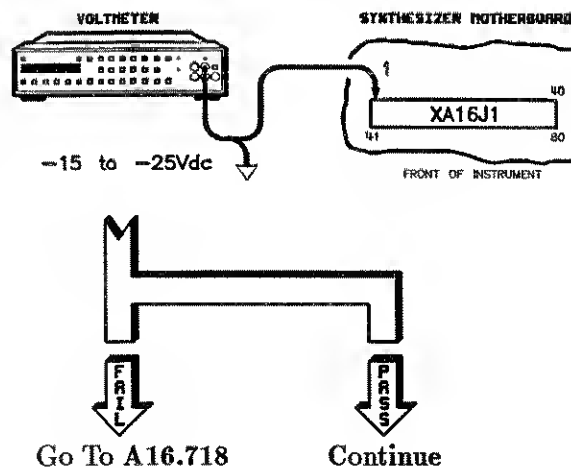 VOLTMETER
SYNTHESIZER MOTHERBOARD
1
40
XA16J1
41
80
-15 to -25Vdc
FRONT OF INSTRUMENT
FAIL
PASS
Go To A16.718
Continue